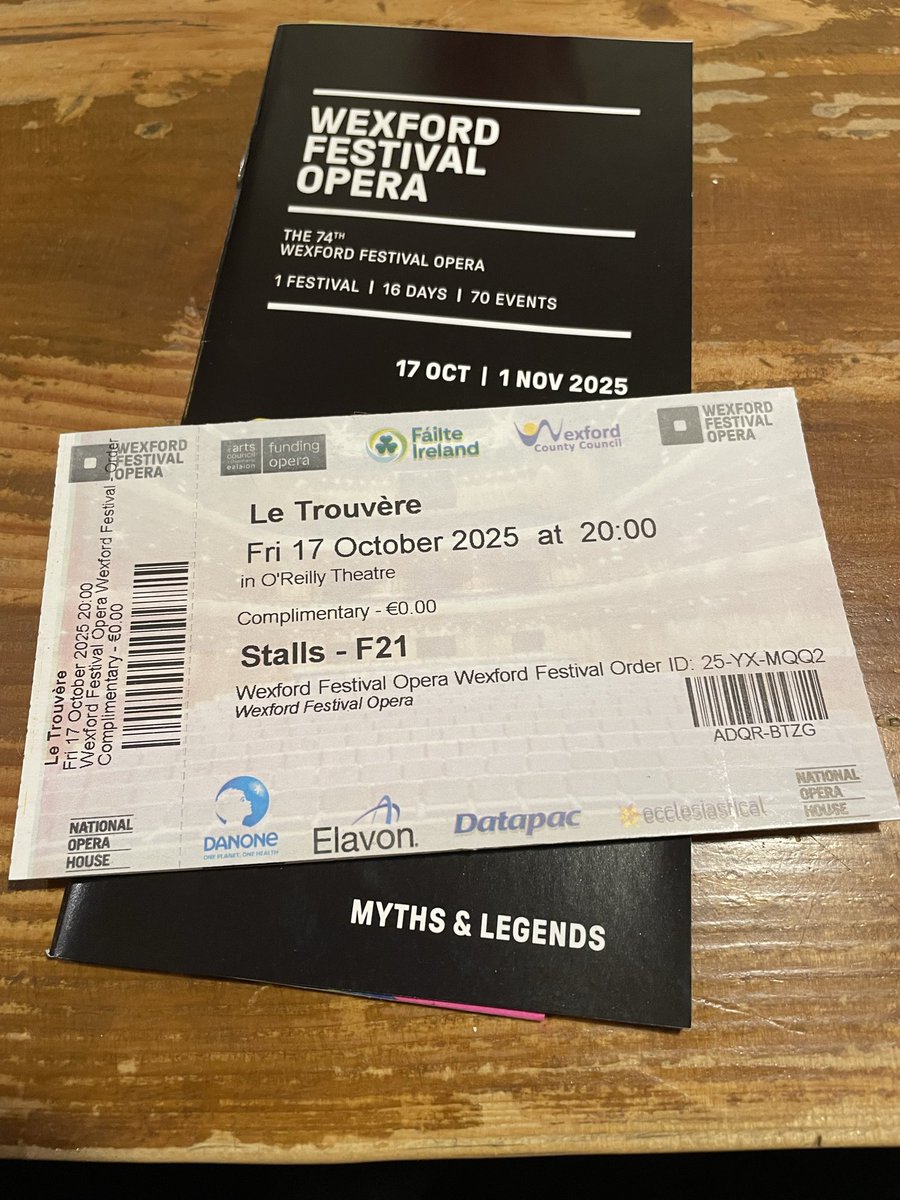 WEXFORD
FESTIVAL
OPERA
THE 74TH
WEXFORD FESTIVAL OPERA
1 FESTIVAL | 16 DAYS | 70 EVENTS
17 OCT | 1 NOV 2025
WEXFORD
FESTIVAL
OPERA
arts
council
ealaíon
funding
opera
Fáilte
Ireland
Wexford
County Council
WEXFORD
FESTIVAL
OPERA
Le Trouvère
Fri 17 October 2025 at 20:00
in O'Reilly Theatre
Complimentary - €0.00
Stalls - F21
Wexford Festival Opera Wexford Festival Order ID: 25-YX-MQQ2
Wexford Festival Opera
ADQR-BTZG
Le Trouvère
Fri 17 October 2025 20:00
Wexford Festival Opera Wexford Festival - Order
Complimentary - €0.00
NATIONAL
OPERA
HOUSE
DANONE
ONE PLANET. ONE HEALTH
Elavon
Datapac
ecclesiastical
NATIONAL
OPERA
HOUSE
MYTHS & LEGENDS